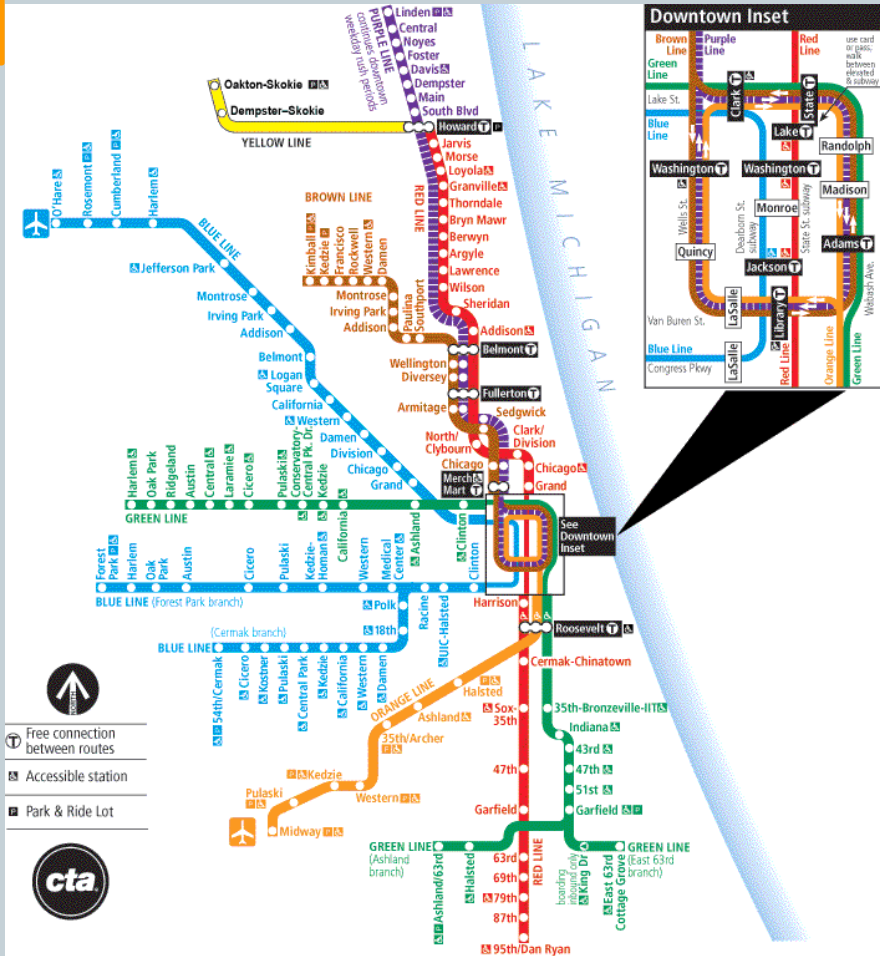 Linden
Central
Noyes
Foster
Davis
Dempster
Main
South Blvd
PURPLE LINE
continues downtown
weekday rush periods
Howard T P
Oakton-Skokie
Dempster–Skokie
YELLOW LINE
LAKE MICHIGAN
Jarvis
Morse
Loyola
Granville
Thorndale
Bryn Mawr
Berwyn
Argyle
Lawrence
Wilson
Sheridan
Addison
RED LINE
Belmont T
Fullerton T
BROWN LINE
Kimball
Kedzie
Francisco
Rockwell
Western
Damen
Montrose
Irving Park
Addison
Paulina
Southport
Wellington
Diversey
Armitage
Sedgwick
North/
Clybourn
Clark/
Division
Chicago
Chicago
Grand
Merch
Mart T
O'Hare
Rosemont
Cumberland
Harlem
BLUE LINE
Jefferson Park
Montrose
Irving Park
Addison
Belmont
Logan
Square
California
Western
Damen
Division
Chicago
Grand
Harlem
Oak Park
Ridgeland
Austin
Central
Laramie
Cicero
Pulaski
Conservatory-
Central Pk. Dr.
Kedzie
California
Ashland
Clinton
GREEN LINE
See
Downtown
Inset
Forest
Park
Harlem
Oak
Park
Austin
Cicero
Pulaski
Kedzie-
Homan
Western
Medical
Center
Racine
UIC-Halsted
Clinton
BLUE LINE (Forest Park branch)
Polk
18th
(Cermak branch)
BLUE LINE
54th/Cermak
Cicero
Kostner
Pulaski
Central Park
Kedzie
California
Western
Damen
Harrison
Roosevelt T
Cermak-Chinatown
Sox-
35th
47th
Garfield
63rd
69th
79th
87th
95th/Dan Ryan
RED LINE
ORANGE LINE
Halsted
Ashland
35th/Archer
Western
Kedzie
Pulaski
Midway
35th-Bronzeville-IIT
Indiana
43rd
47th
51st
Garfield
GREEN LINE
(Ashland
branch)
Ashland/63rd
Halsted
boarding
inbound only
King Dr
East 63rd
Cottage Grove
GREEN LINE
(East 63rd
branch)
NORTH
T Free connection
between routes
Accessible station
P Park & Ride Lot
cta
Downtown Inset
Brown
Line
Purple
Line
Red
Line
use card
or pass;
walk
between
elevated
& subway
Green
Line
Lake St.
Blue
Line
Clark T
State T
Lake T
Randolph
Washington T
Washington T
Madison
Monroe
Wells St.
Dearborn St.
subway
State St. subway
Adams T
Quincy
Jackson T
Wabash Ave.
LaSalle
Library T
Van Buren St.
Blue Line
Congress Pkwy
LaSalle
Red Line
Orange Line
Green Line